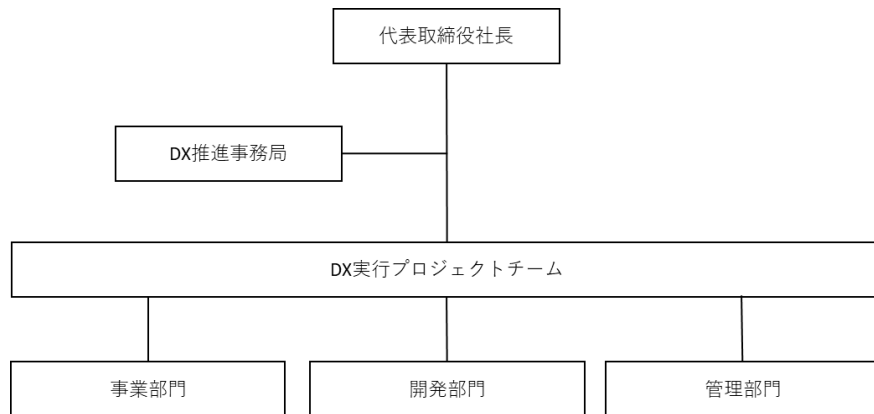 代表取締役社長
DX推進事務局
DX実行プロジェクトチーム
事業部門
開発部門
管理部門